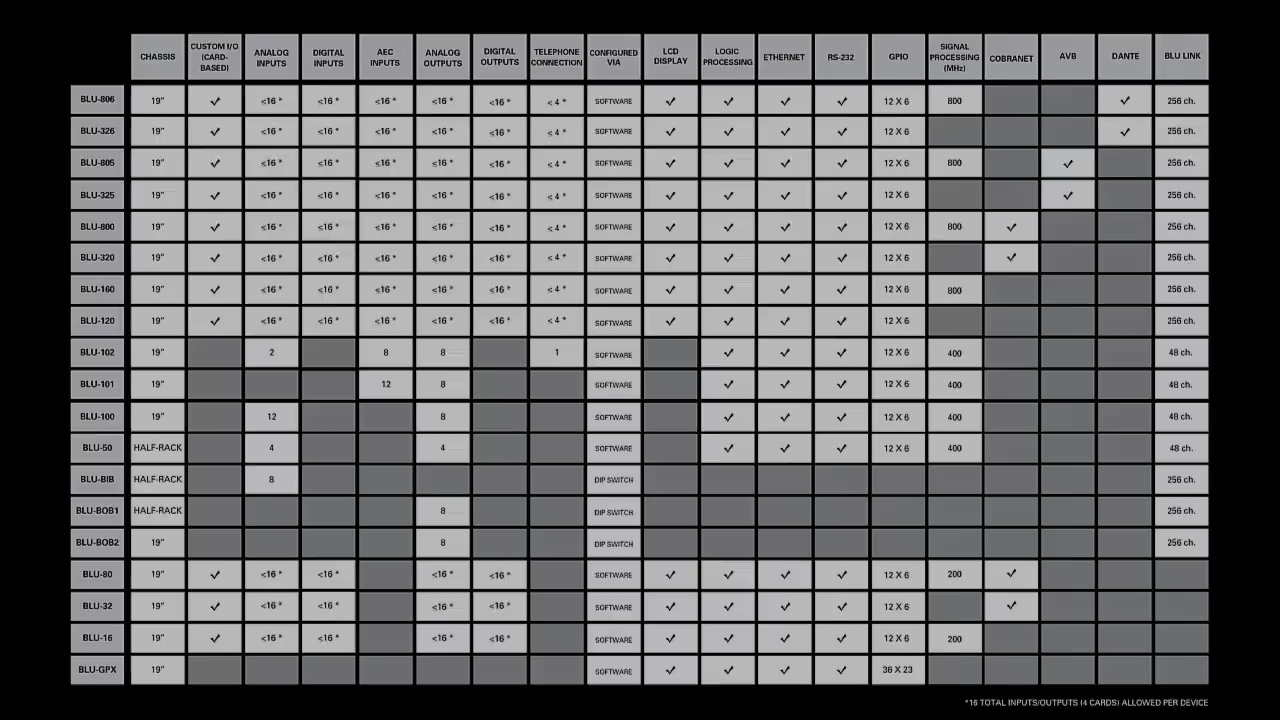 CHASSIS CUSTOM I/O (CARD-BASED) ANALOG INPUTS DIGITAL INPUTS AEC INPUTS ANALOG OUTPUTS DIGITAL OUTPUTS TELEPHONE CONNECTION CONFIGURED VIA LCD DISPLAY LOGIC PROCESSING ETHERNET RS-232 GPIO SIGNAL PROCESSING (MHz) COBRANET AVB DANTE BLU LINK
BLU-806 19" ✓ ≤16 * ≤16 * ≤16 * ≤16 * ≤16 * ≤ 4 * SOFTWARE ✓ ✓ ✓ ✓ 12 X 6 800 ✓ 256 ch.
BLU-326 19" ✓ ≤16 * ≤16 * ≤16 * ≤16 * ≤16 * ≤ 4 * SOFTWARE ✓ ✓ ✓ ✓ 12 X 6 ✓ 256 ch.
BLU-805 19" ✓ ≤16 * ≤16 * ≤16 * ≤16 * ≤16 * ≤ 4 * SOFTWARE ✓ ✓ ✓ ✓ 12 X 6 800 ✓ 256 ch.
BLU-325 19" ✓ ≤16 * ≤16 * ≤16 * ≤16 * ≤16 * ≤ 4 * SOFTWARE ✓ ✓ ✓ ✓ 12 X 6 ✓ 256 ch.
BLU-800 19" ✓ ≤16 * ≤16 * ≤16 * ≤16 * ≤16 * ≤ 4 * SOFTWARE ✓ ✓ ✓ ✓ 12 X 6 800 ✓ 256 ch.
BLU-320 19" ✓ ≤16 * ≤16 * ≤16 * ≤16 * ≤16 * ≤ 4 * SOFTWARE ✓ ✓ ✓ ✓ 12 X 6 ✓ 256 ch.
BLU-160 19" ✓ ≤16 * ≤16 * ≤16 * ≤16 * ≤16 * ≤ 4 * SOFTWARE ✓ ✓ ✓ ✓ 12 X 6 800 256 ch.
BLU-120 19" ✓ ≤16 * ≤16 * ≤16 * ≤16 * ≤16 * ≤ 4 * SOFTWARE ✓ ✓ ✓ ✓ 12 X 6 256 ch.
BLU-102 19" 2 8 8 1 SOFTWARE ✓ ✓ ✓ 12 X 6 400 48 ch.
BLU-101 19" 12 8 SOFTWARE ✓ ✓ ✓ 12 X 6 400 48 ch.
BLU-100 19" 12 8 SOFTWARE ✓ ✓ ✓ 12 X 6 400 48 ch.
BLU-50 HALF-RACK 4 4 SOFTWARE ✓ ✓ ✓ 12 X 6 400 48 ch.
BLU-BIB HALF-RACK 8 DIP SWITCH 256 ch.
BLU-BOB1 HALF-RACK 8 DIP SWITCH 256 ch.
BLU-BOB2 19" 8 DIP SWITCH 256 ch.
BLU-80 19" ✓ ≤16 * ≤16 * ≤16 * ≤16 * SOFTWARE ✓ ✓ ✓ ✓ 12 X 6 200 ✓
BLU-32 19" ✓ ≤16 * ≤16 * ≤16 * ≤16 * SOFTWARE ✓ ✓ ✓ ✓ 12 X 6 ✓
BLU-16 19" ✓ ≤16 * ≤16 * ≤16 * ≤16 * SOFTWARE ✓ ✓ ✓ ✓ 12 X 6 200
BLU-GPX 19" SOFTWARE ✓ ✓ ✓ ✓ 36 X 23
*16 TOTAL INPUTS/OUTPUTS (4 CARDS) ALLOWED PER DEVICE